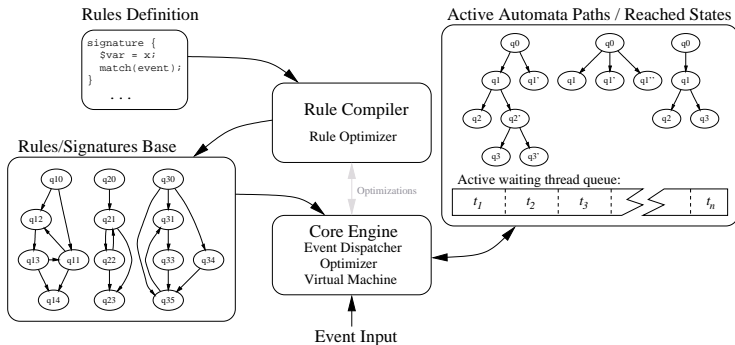 Rules Definition
signature {
$var = x;
match(event);
}
...
Rule Compiler
Rule Optimizer
Rules/Signatures Base
q10
q20
q30
q12
q21
q31
q13
q11
q22
q33
q34
q14
q23
q35
Optimizations
Core Engine
Event Dispatcher
Optimizer
Virtual Machine
Event Input
Active Automata Paths / Reached States
q0
q0
q0
q1
q1'
q1
q1'
q1''
q1
q2
q2'
q2
q3
q3
q3'
Active waiting thread queue:
t1
t2
t3
tn